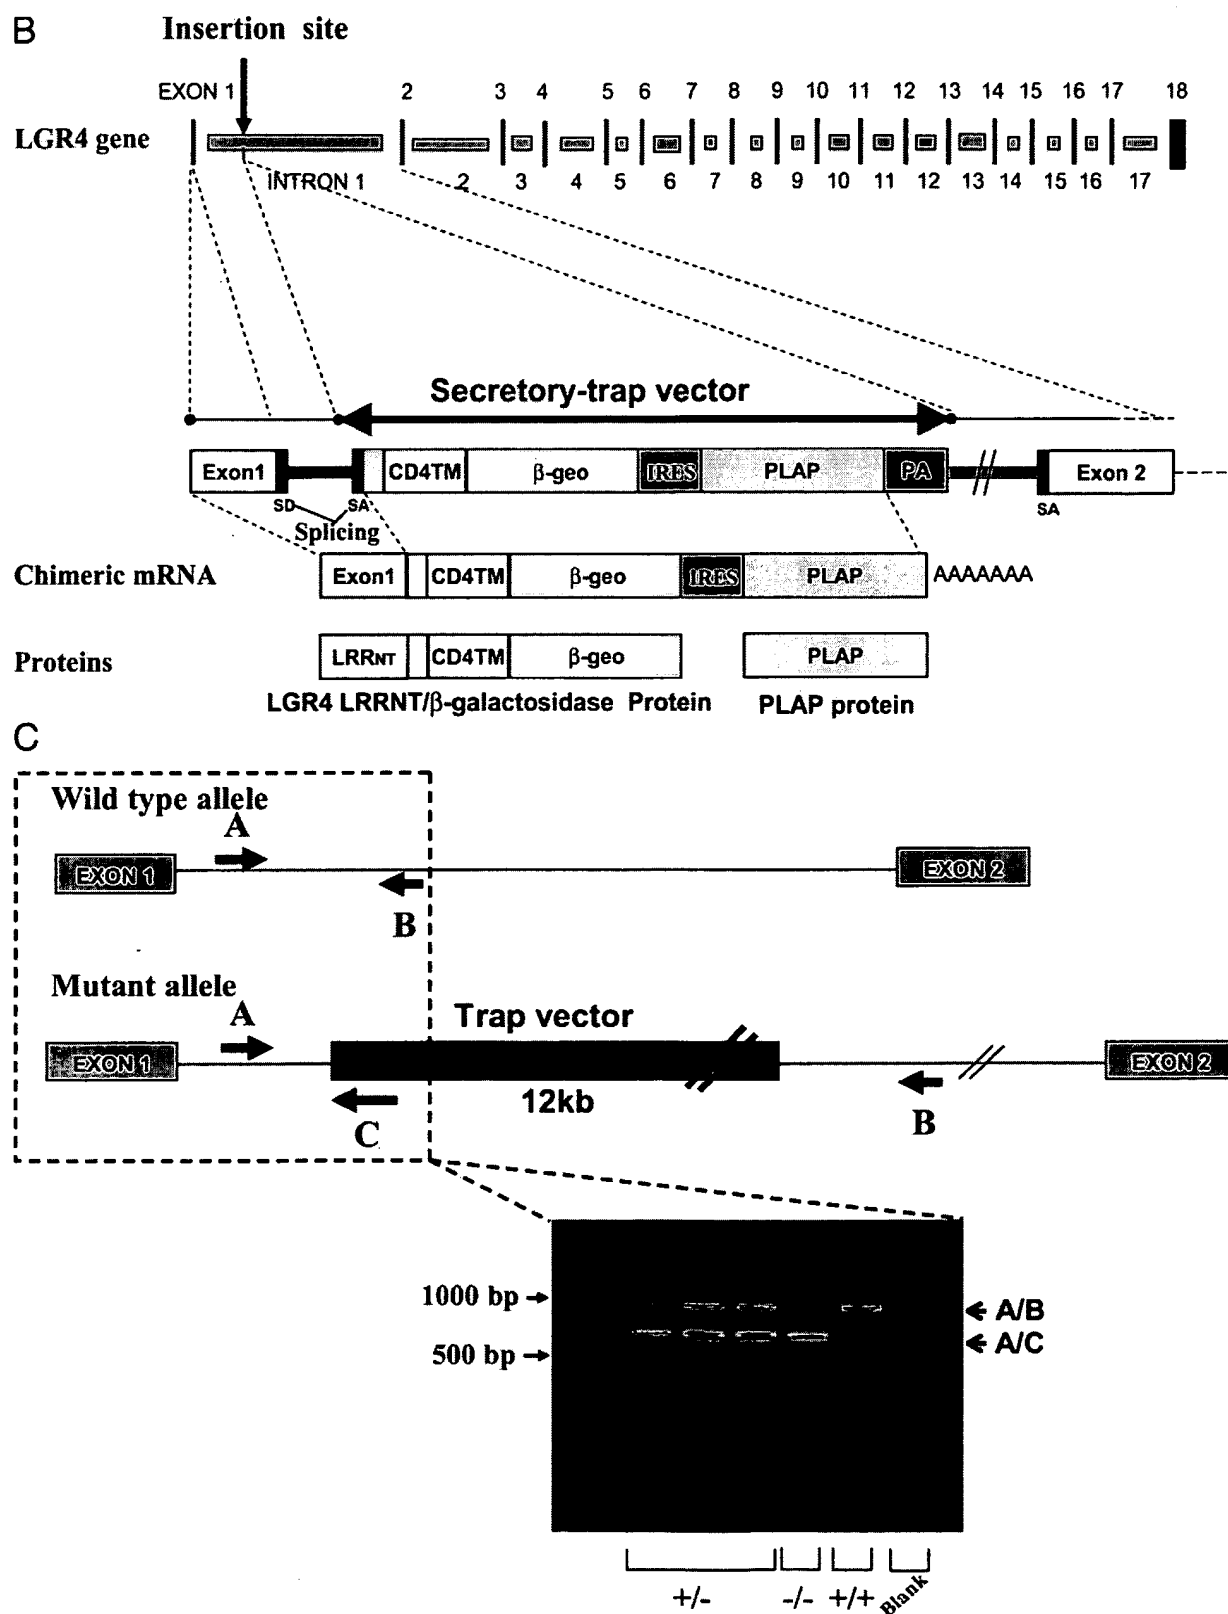 B
Insertion site
EXON 1 2 3 4 5 6 7 8 9 10 11 12 13 14 15 16 17 18
LGR4 gene
INTRON 1 2 3 4 5 6 7 8 9 10 11 12 13 14 15 16 17
Secretory-trap vector
Exon1 CD4TM β-geo IRES PLAP PA Exon 2
SD SA SA
Splicing
Chimeric mRNA Exon1 CD4TM β-geo IRES PLAP AAAAAAA
Proteins LRRNT CD4TM β-geo PLAP
LGR4 LRRNT/β-galactosidase Protein PLAP protein
C
Wild type allele
A
EXON 1 EXON 2
B
Mutant allele
A Trap vector
EXON 1 EXON 2
12kb
C B
1000 bp A/B
A/C
500 bp
+/- -/- +/+ Blank